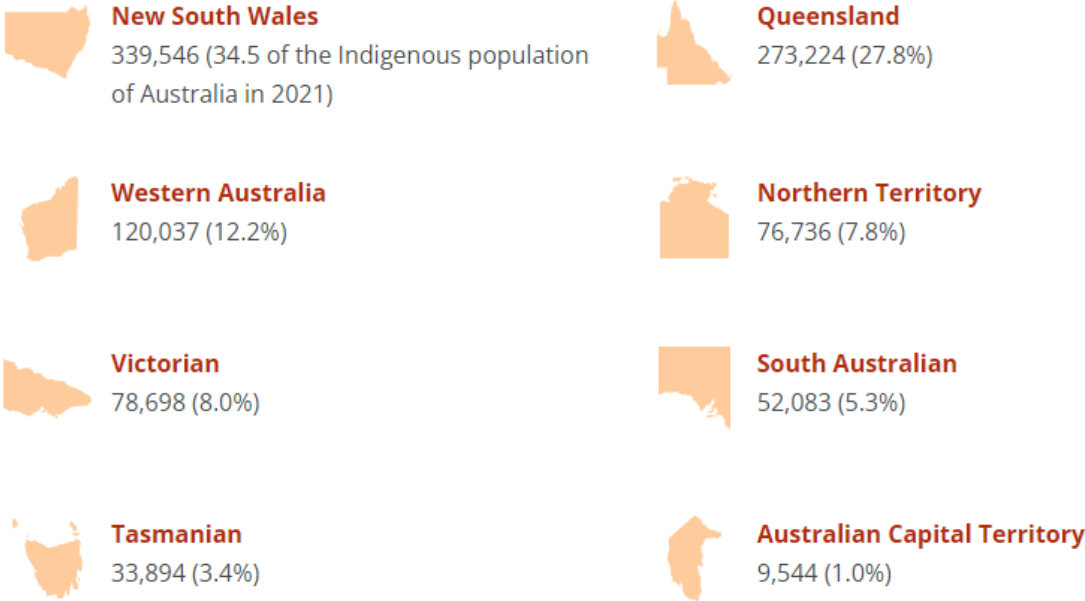 New South Wales
339,546 (34.5 of the Indigenous population
of Australia in 2021)
Queensland
273,224 (27.8%)
Western Australia
120,037 (12.2%)
Northern Territory
76,736 (7.8%)
Victorian
78,698 (8.0%)
South Australian
52,083 (5.3%)
Tasmanian
33,894 (3.4%)
Australian Capital Territory
9,544 (1.0%)